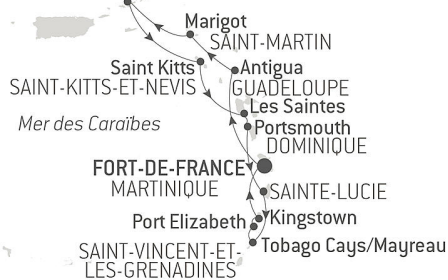 Marigot
SAINT-MARTIN
Saint Kitts
SAINT-KITTS-ET-NEVIS
Antigua
GUADELOUPE
Les Saintes
Mer des Caraïbes
Portsmouth
DOMINIQUE
FORT-DE-FRANCE
MARTINIQUE
SAINTE-LUCIE
Port Elizabeth
Kingstown
Tobago Cays/Mayreau
SAINT-VINCENT-ET-
LES-GRENADINES